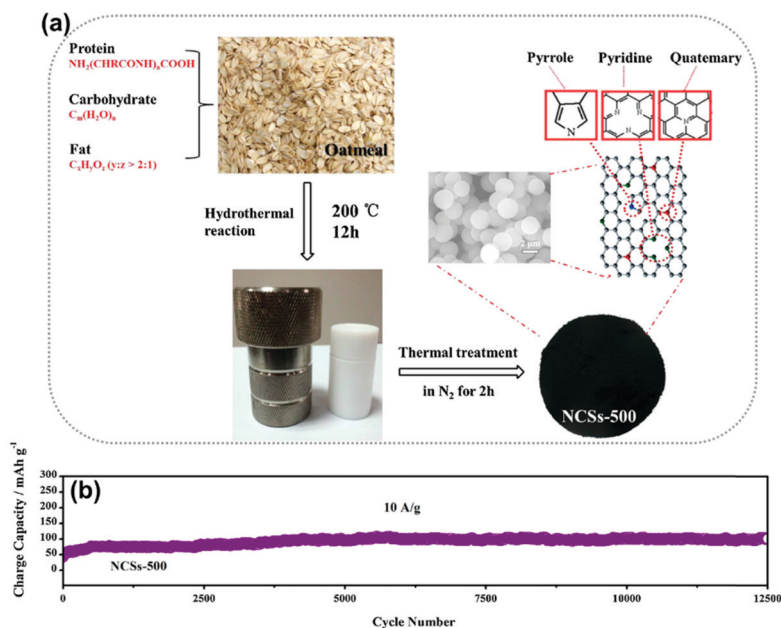 (a)
Protein
NH₂(CHRCONH)ₙCOOH
Carbohydrate
Cₘ(H₂O)ₙ
Fat
(y:z > 2:1)
Oatmeal
Pyrrole
Pyridine
Quatemary
N
N
N
N
N
2 μm
Hydrothermal
reaction
200 ℃
12h
Thermal treatment
in N₂ for 2h
NCSs-500
(b)
Charge Capacity / mAh g⁻¹
300
250
200
150
100
50
0
10 A/g
NCSs-500
0
2500
5000
7500
10000
12500
Cycle Number